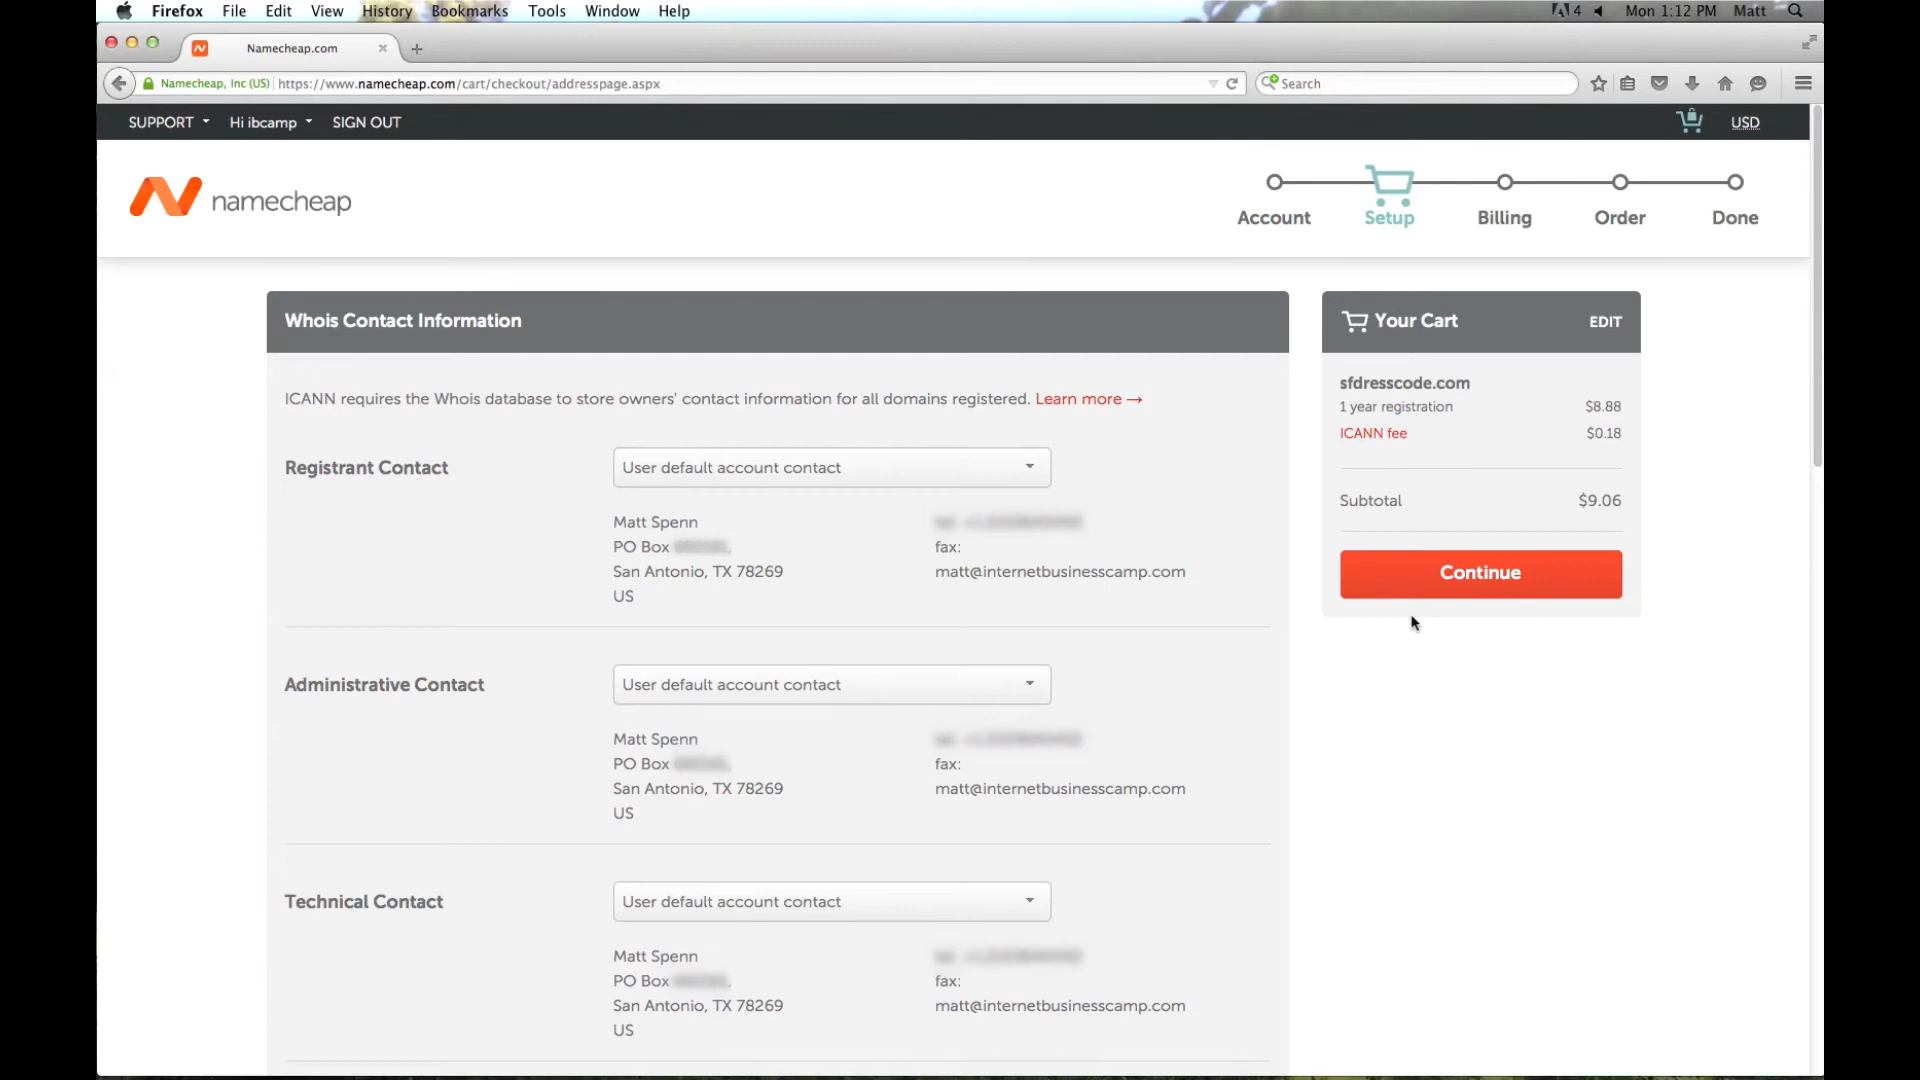 Firefox File Edit View History Bookmarks Tools Window Help 4 Mon 1:12 PM Matt
Namecheap.com
Namecheap, Inc (US) https://www.namecheap.com/cart/checkout/addresspage.aspx Search
SUPPORT Hi ibcamp SIGN OUT USD
namecheap
Account Setup Billing Order Done
Whois Contact Information
Your Cart EDIT
ICANN requires the Whois database to store owners' contact information for all domains registered. Learn more →
sfdresscode.com
1 year registration $8.88
ICANN fee $0.18
Subtotal $9.06
Continue
Registrant Contact User default account contact
Matt Spenn
PO Box fax:
San Antonio, TX 78269 matt@internetbusinesscamp.com
US
Administrative Contact User default account contact
Matt Spenn
PO Box fax:
San Antonio, TX 78269 matt@internetbusinesscamp.com
US
Technical Contact User default account contact
Matt Spenn
PO Box fax:
San Antonio, TX 78269 matt@internetbusinesscamp.com
US